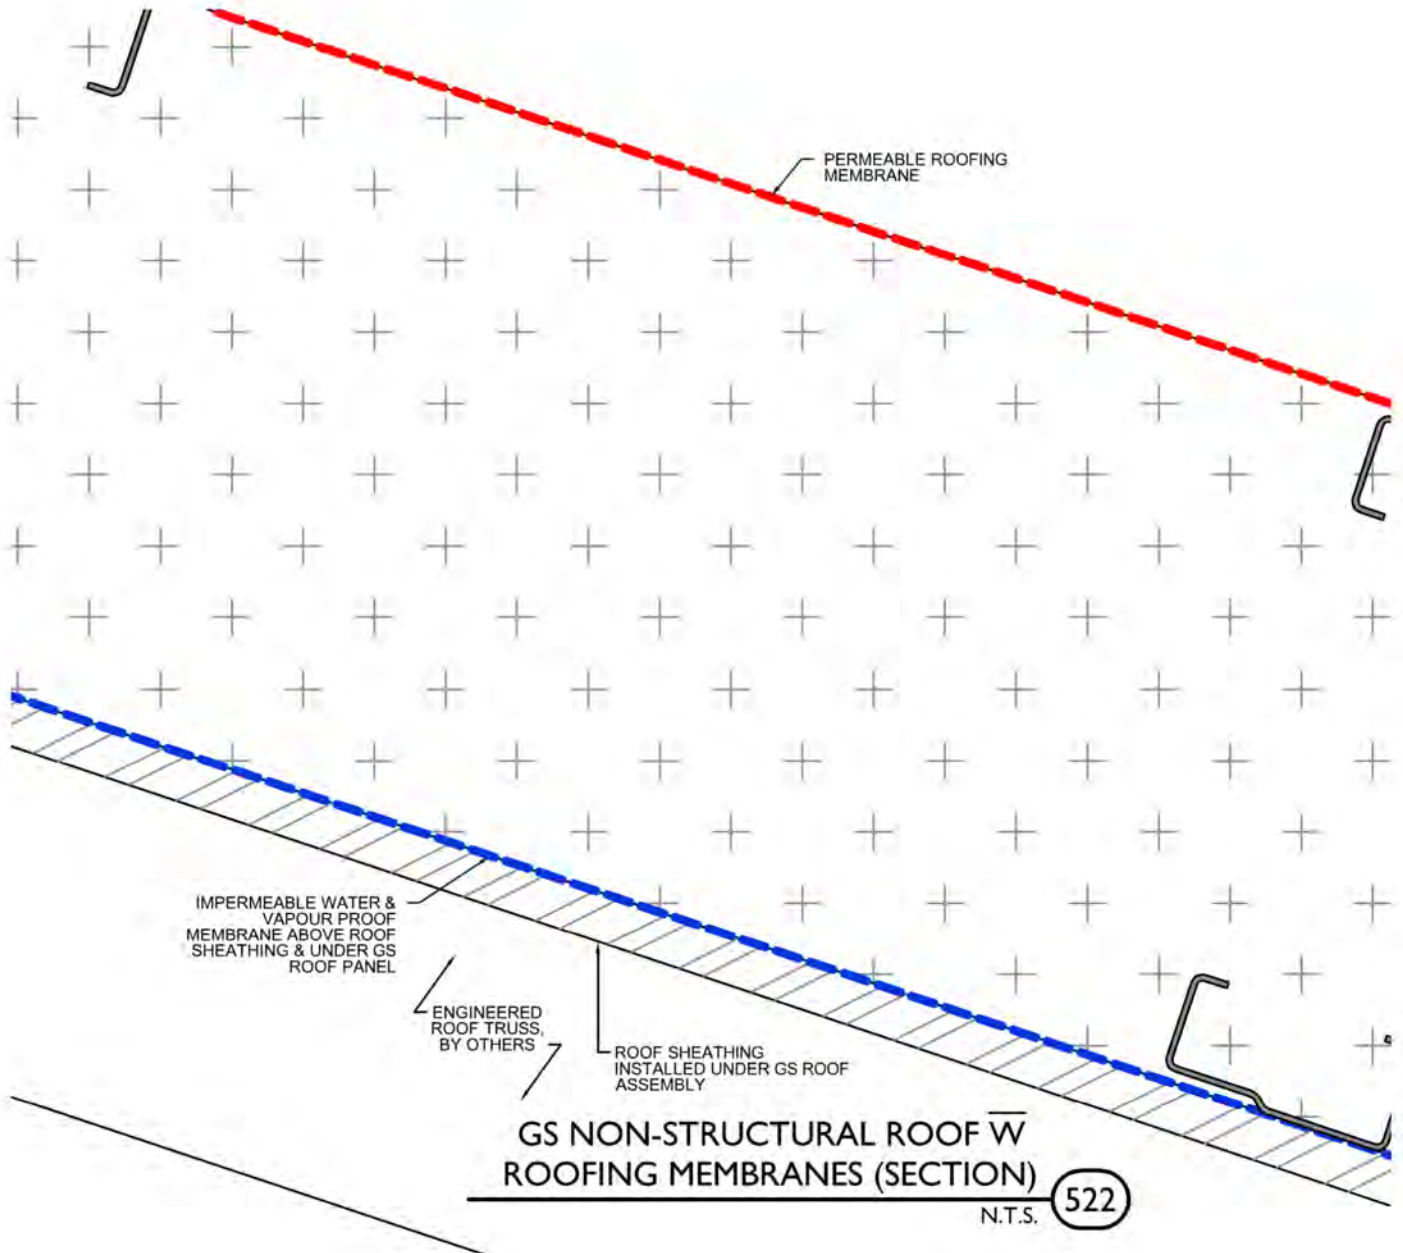 PERMEABLE ROOFING
MEMBRANE
IMPERMEABLE WATER &
VAPOUR PROOF
MEMBRANE ABOVE ROOF
SHEATHING & UNDER GS
ROOF PANEL
ENGINEERED
ROOF TRUSS,
BY OTHERS
ROOF SHEATHING
INSTALLED UNDER GS ROOF
ASSEMBLY
GS NON-STRUCTURAL ROOF W̅
ROOFING MEMBRANES (SECTION)
522
N.T.S.